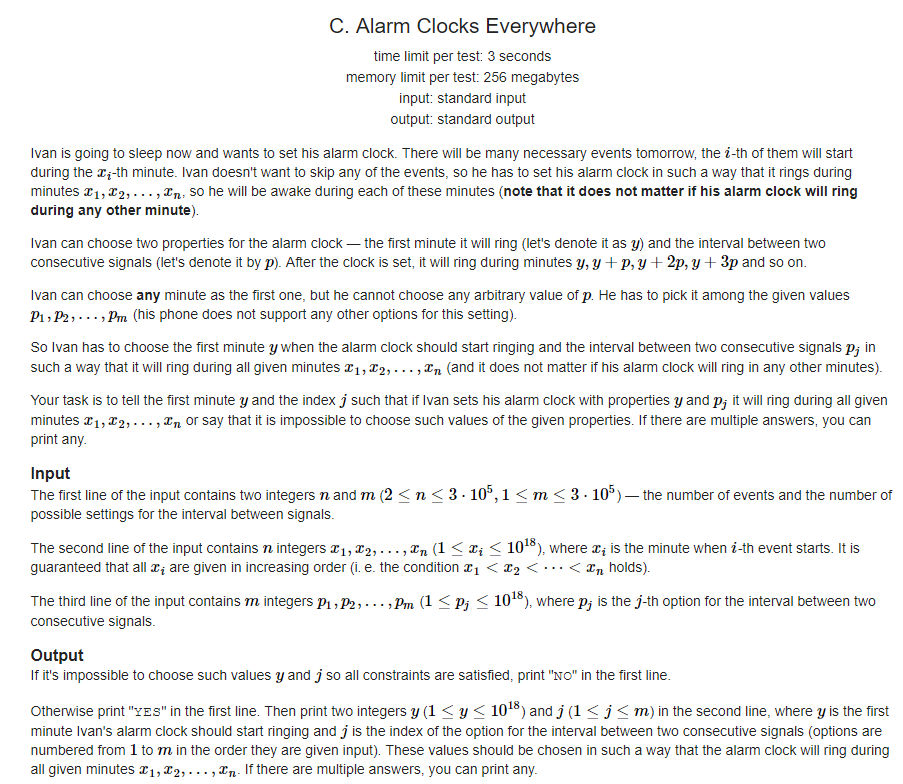 C. Alarm Clocks Everywhere
time limit per test: 3 seconds
memory limit per test: 256 megabytes
input: standard input
output: standard output
Ivan is going to sleep now and wants to set his alarm clock. There will be many necessary events tomorrow, the i-th of them will start
during the x_i-th minute. Ivan doesn't want to skip any of the events, so he has to set his alarm clock in such a way that it rings during
minutes x_1, x_2, ..., x_n, so he will be awake during each of these minutes (note that it does not matter if his alarm clock will ring
during any other minute).
Ivan can choose two properties for the alarm clock — the first minute it will ring (let's denote it as y) and the interval between two
consecutive signals (let's denote it by p). After the clock is set, it will ring during minutes y, y + p, y + 2p, y + 3p and so on.
Ivan can choose any minute as the first one, but he cannot choose any arbitrary value of p. He has to pick it among the given values
p_1, p_2, ..., p_m (his phone does not support any other options for this setting).
So Ivan has to choose the first minute y when the alarm clock should start ringing and the interval between two consecutive signals p_j in
such a way that it will ring during all given minutes x_1, x_2, ..., x_n (and it does not matter if his alarm clock will ring in any other minutes).
Your task is to tell the first minute y and the index j such that if Ivan sets his alarm clock with properties y and p_j it will ring during all given
minutes x_1, x_2, ..., x_n or say that it is impossible to choose such values of the given properties. If there are multiple answers, you can
print any.
Input
The first line of the input contains two integers n and m (2 ≤ n ≤ 3 · 10^5, 1 ≤ m ≤ 3 · 10^5) — the number of events and the number of
possible settings for the interval between signals.
The second line of the input contains n integers x_1, x_2, ..., x_n (1 ≤ x_i ≤ 10^18), where x_i is the minute when i-th event starts. It is
guaranteed that all x_i are given in increasing order (i. e. the condition x_1 < x_2 < ⋯ < x_n holds).
The third line of the input contains m integers p_1, p_2, ..., p_m (1 ≤ p_j ≤ 10^18), where p_j is the j-th option for the interval between two
consecutive signals.
Output
If it's impossible to choose such values y and j so all constraints are satisfied, print "NO" in the first line.
Otherwise print "YES" in the first line. Then print two integers y (1 ≤ y ≤ 10^18) and j (1 ≤ j ≤ m) in the second line, where y is the first
minute Ivan's alarm clock should start ringing and j is the index of the option for the interval between two consecutive signals (options are
numbered from 1 to m in the order they are given input). These values should be chosen in such a way that the alarm clock will ring during
all given minutes x_1, x_2, ..., x_n. If there are multiple answers, you can print any.